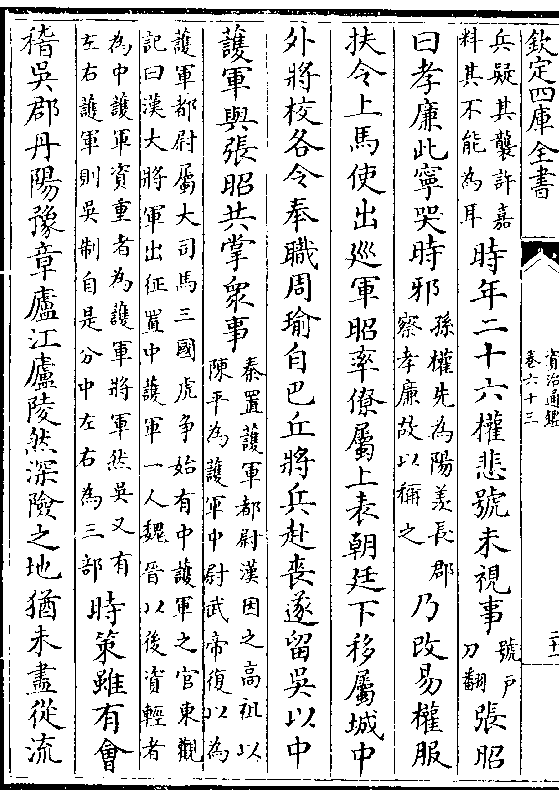 欽定四庫全書
資治通鑑
卷六十三
兵疑其襲許嘉
料其不能為耳
時年二十六權悲號未視事
號戸
刀翻
張昭
曰孝廉此寧哭時邪
孫權先為陽羨長郡
察孝廉故以稱之
乃改易權服
扶令上馬使出巡軍昭率僚屬上表朝廷下移屬城中
外將校各令奉職周瑜自巴丘將兵赴喪遂留吳以中
護軍與張昭共掌衆事
秦置護軍都尉漢因之高祖以
陳平為護軍中尉武帝復以為
護軍都尉屬大司馬三國虎争始有中護軍之官東觀
記曰漢大將軍出征置中護軍一人魏晉以後資輕者
為中護軍資重者為護軍將軍然吳又有
左右護軍則吳制自是分中左右為三部
時策雖有會
稽吳郡丹陽豫章廬江廬陵然深險之地猶未盡從流